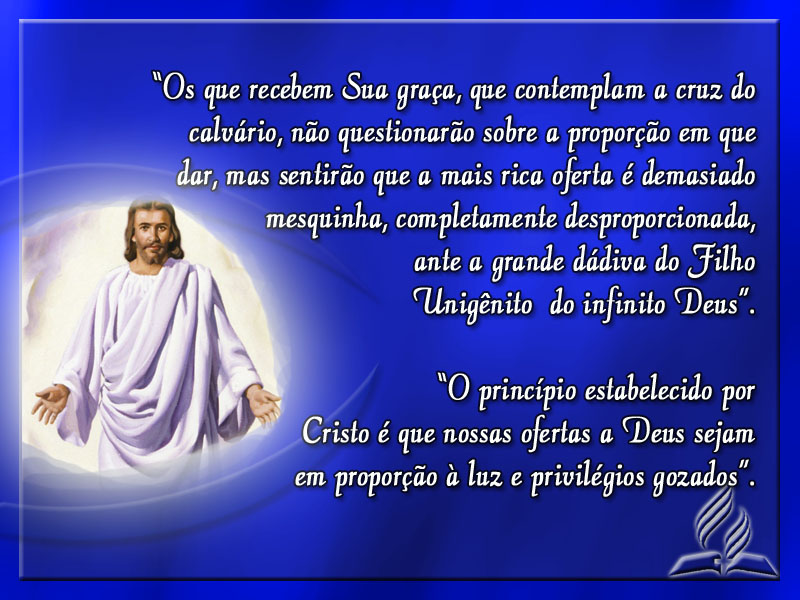 “Os que recebem Sua graça, que contemplam a cruz do
calvário, não questionarão sobre a proporção em que
dar, mas sentirão que a mais rica oferta é demasiado
mesquinha, completamente desproporcionada,
ante a grande dádiva do Filho
Unigênito do infinito Deus”.
“O princípio estabelecido por
Cristo é que nossas ofertas a Deus sejam
em proporção à luz e privilégios gozados”.